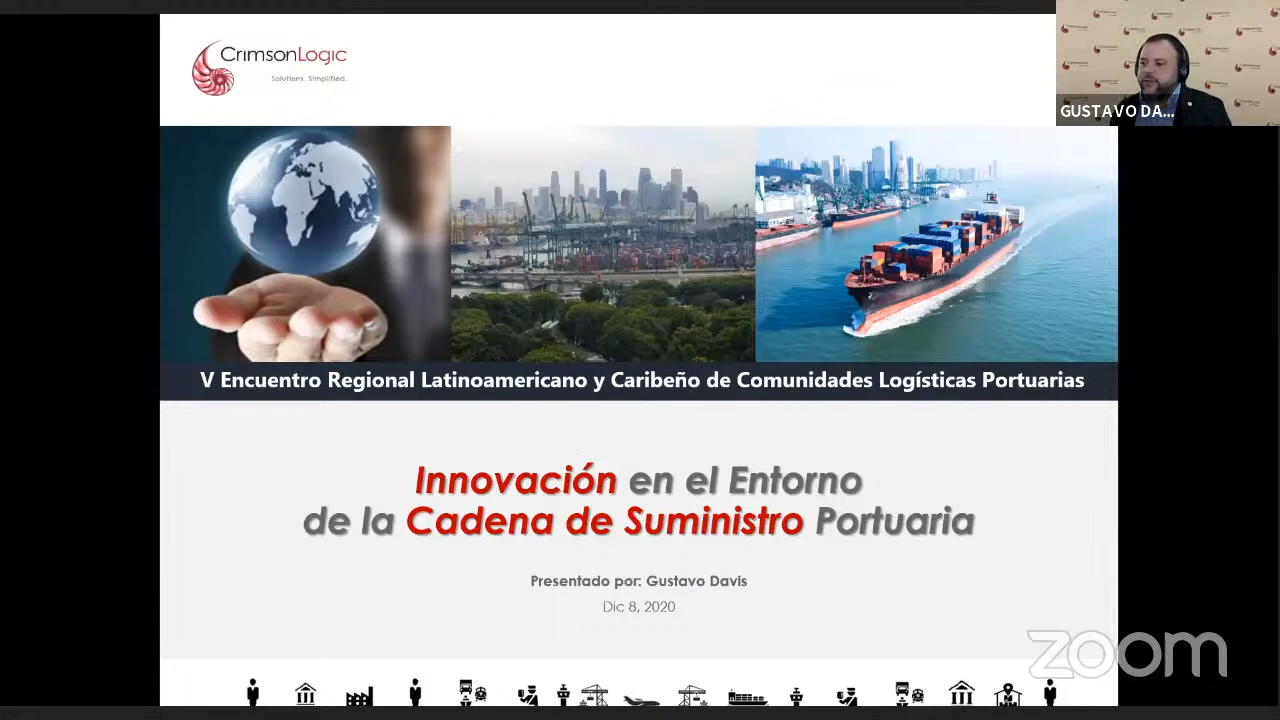 CrimsonLogic
Solutions. Simplified.
GUSTAVO DA...
V Encuentro Regional Latinoamericano y Caribeño de Comunidades Logísticas Portuarias
Innovación en el Entorno
de la Cadena de Suministro Portuaria
Presentado por: Gustavo Davis
Dic 8, 2020
zoom